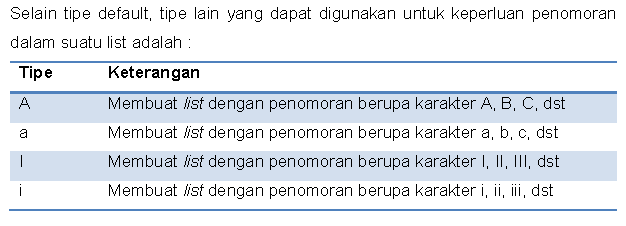 Selain tipe default, tipe lain yang dapat digunakan untuk keperluan penomoran
dalam suatu list adalah :
Tipe Keterangan
A Membuat list dengan penomoran berupa karakter A, B, C, dst
a Membuat list dengan penomoran berupa karakter a, b, c, dst
I Membuat list dengan penomoran berupa karakter I, II, III, dst
i Membuat list dengan penomoran berupa karakter i, ii, iii, dst